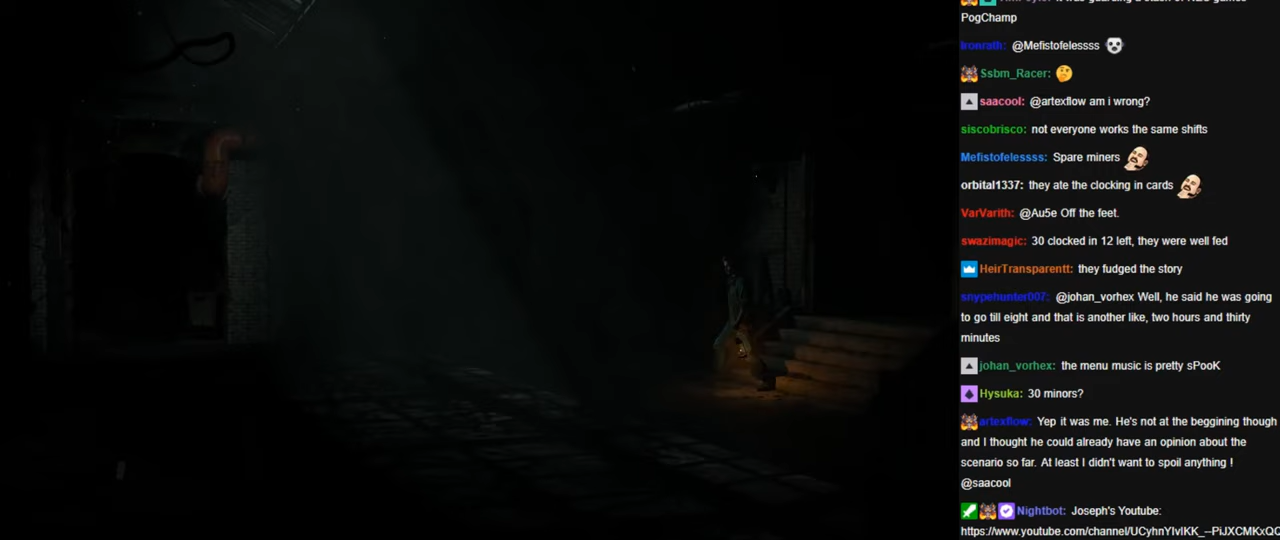 PogChamp
Ironrath: @Mefistofelessss
Ssbm_Racer:
saacool: @artexflow am i wrong?
siscobrisco: not everyone works the same shifts
Mefistofelessss: Spare miners
orbital1337: they ate the clocking in cards
VarVarith: @Au5e Off the feet.
swazimagic: 30 clocked in 12 left, they were well fed
HeirTransparentt: they fudged the story
snypehunter007: @johan_vorhex Well, he said he was going
to go till eight and that is another like, two hours and thirty
minutes
johan_vorhex: the menu music is pretty sPooK
Hysuka: 30 minors?
artexflow: Yep it was me. He's not at the beggining though
and I thought he could already have an opinion about the
scenario so far. At least I didn't want to spoil anything !
@saacool
Nightbot: Joseph's Youtube: